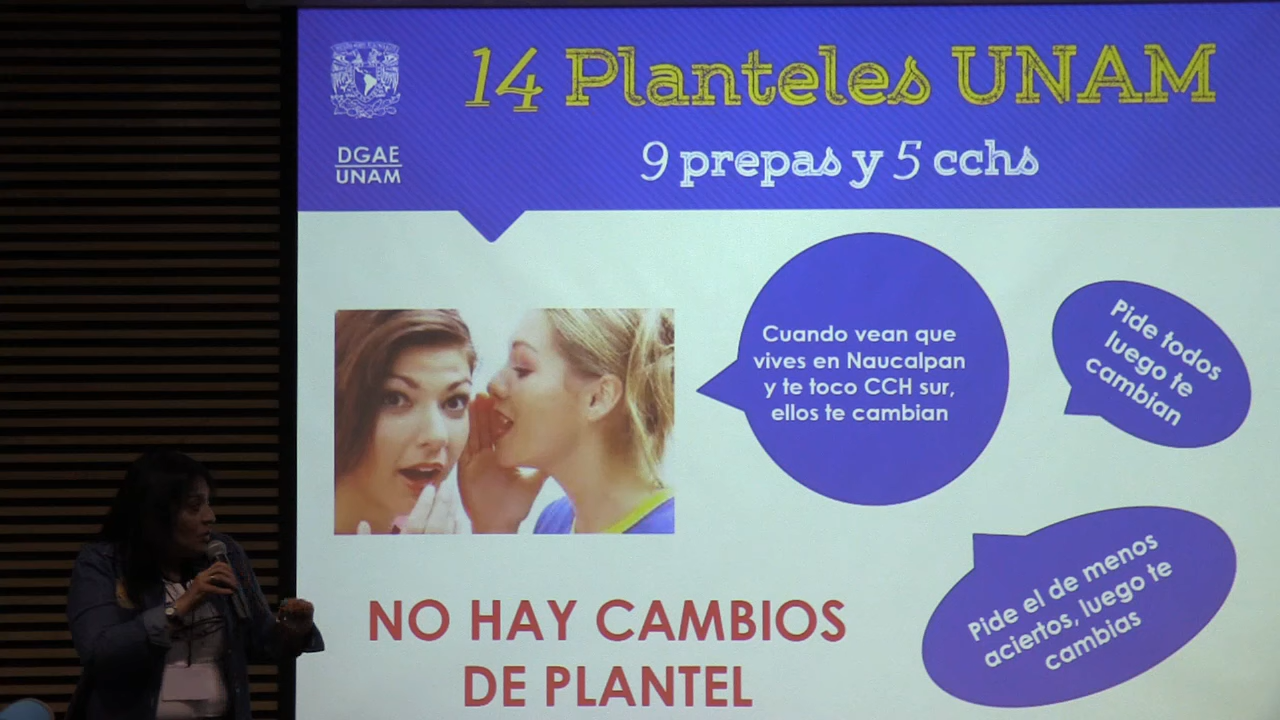 14 Planteles UNAM
9 prepas y 5 cchs
DGAE
UNAM
Cuando vean que
vives en Naucalpan
y te toco CCH sur,
ellos te cambian
Pide todos
luego te
cambian
Pide el de menos
aciertos, luego te
cambias
NO HAY CAMBIOS
DE PLANTEL